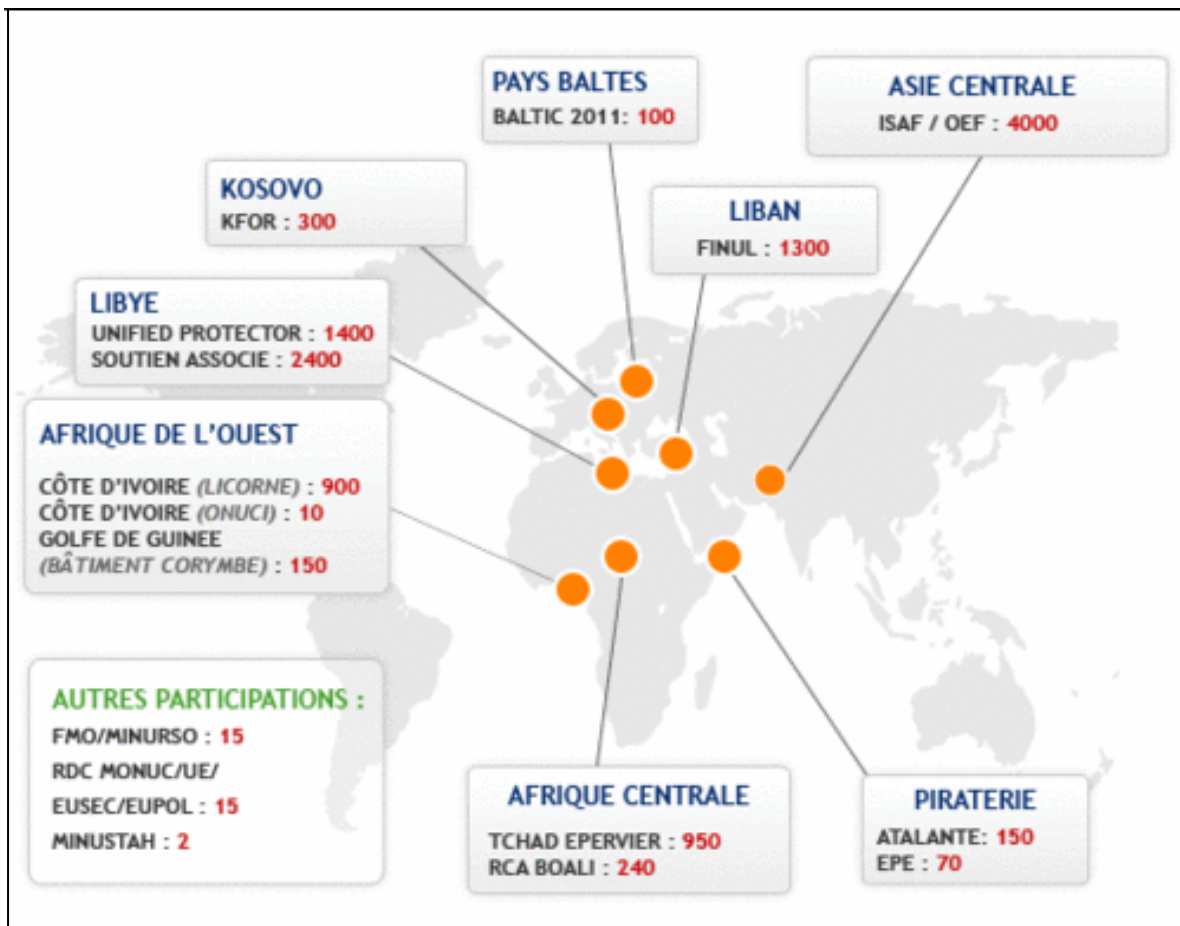 PAYS BALTES
BALTIC 2011: 100
ASIE CENTRALE
ISAF / OEF : 4000
KOSOVO
KFOR : 300
LIBAN
FINUL : 1300
LIBYE
UNIFIED PROTECTOR : 1400
SOUTIEN ASSOCIE : 2400
AFRIQUE DE L'OUEST
CÔTE D'IVOIRE (LICORNE) : 900
CÔTE D'IVOIRE (ONUCI) : 10
GOLFE DE GUINEE
(BÂTIMENT CORYMBE) : 150
AUTRES PARTICIPATIONS :
FMO/MINURSO : 15
RDC MONUC/UE/
EUSEC/EUPOL : 15
MINUSTAH : 2
AFRIQUE CENTRALE
TCHAD EPERVIER : 950
RCA BOALI : 240
PIRATERIE
ATALANTE: 150
EPE : 70